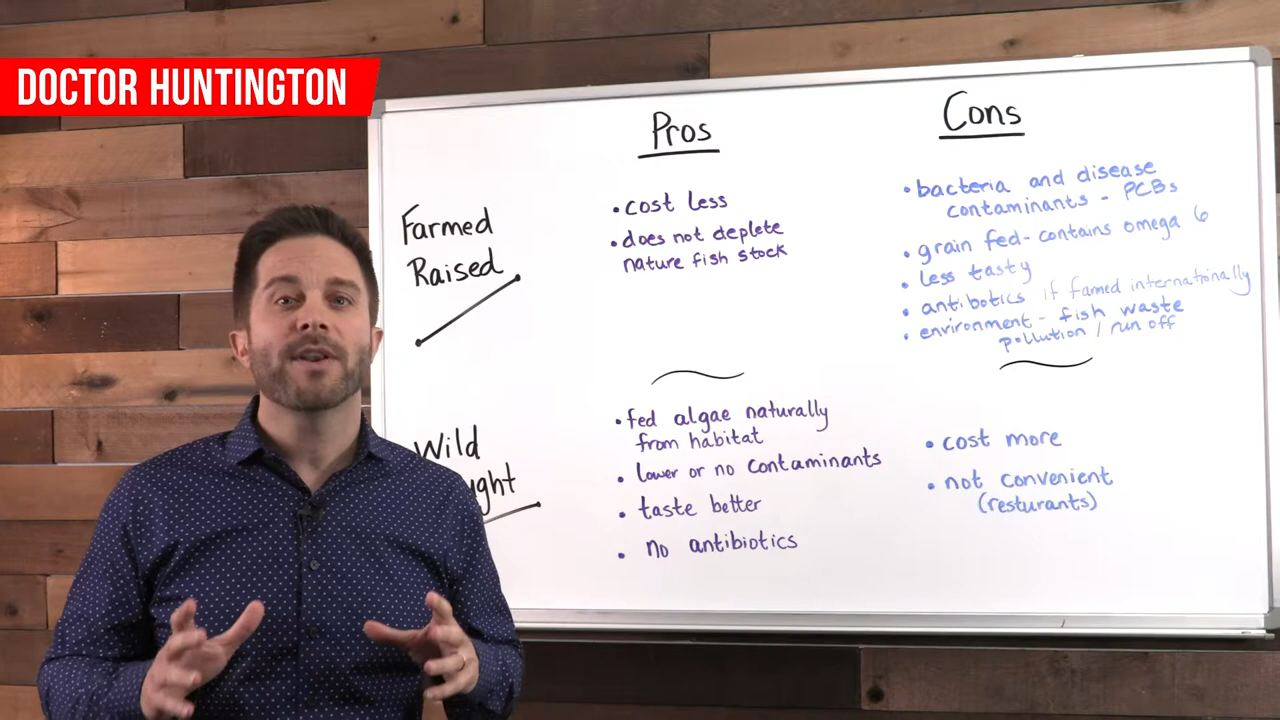 DOCTOR HUNTINGTON
Pros
Cons
Farmed
Raised
• cost less
• does not deplete
nature fish stock
• bacteria and disease
contaminants - PCBs
• grain fed - contains omega 6
• less tasty
• antibotics if famed internationally
• environment - fish waste
pollution / run off
Wild
ght
• fed algae naturally
from habitat
• lower or no contaminants
• taste better
• no antibiotics
• cost more
• not convenient
(resturants)